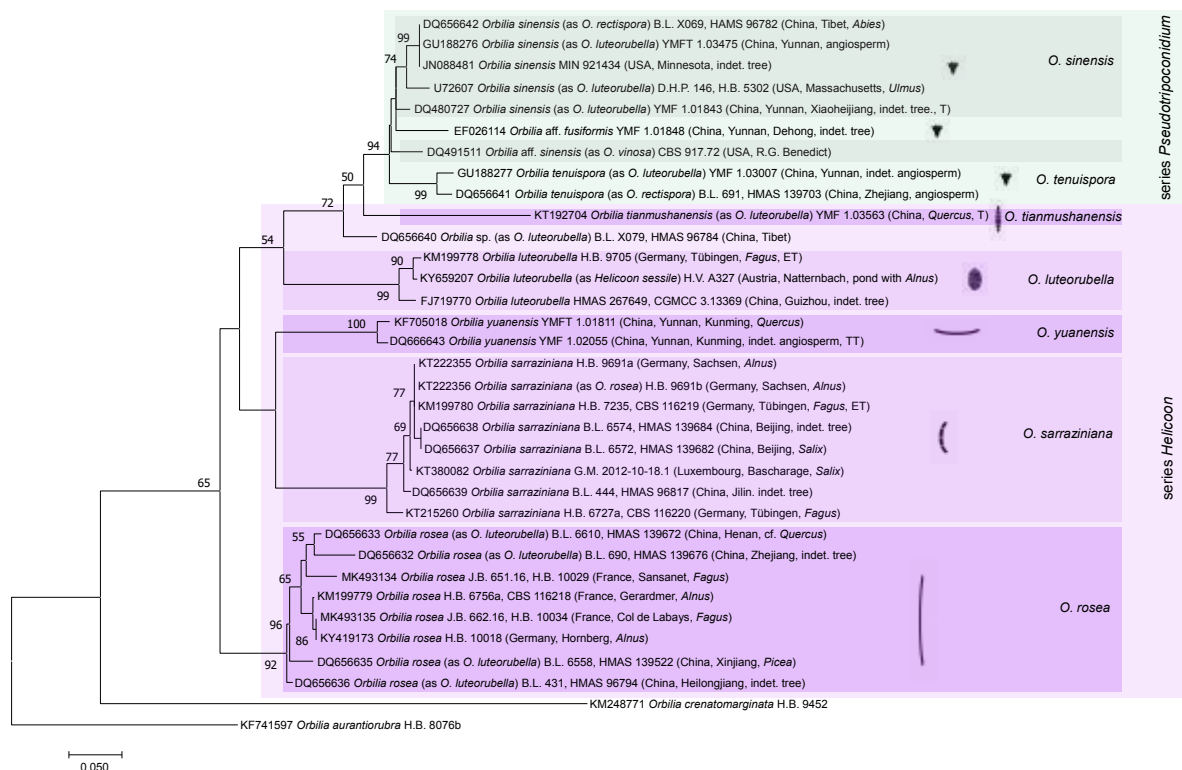 DQ656642 Orbilia sinensis (as O. rectispora) B.L. X069, HAMS 96782 (China, Tibet, Abies)
99
GU188276 Orbilia sinensis (as O. luteorubella) YMFT 1.03475 (China, Yunnan, angiosperm)
74
JN088481 Orbilia sinensis MIN 921434 (USA, Minnesota, indet. tree)
O. sinensis
U72607 Orbilia sinensis (as O. luteorubella) D.H.P. 146, H.B. 5302 (USA, Massachusetts, Ulmus)
DQ480727 Orbilia sinensis (as O. luteorubella) YMF 1.01843 (China, Yunnan, Xiaoheijiang, indet. tree., T)
EF026114 Orbilia aff. fusiformis YMF 1.01848 (China, Yunnan, Dehong, indet. tree)
94
DQ491511 Orbilia aff. sinensis (as O. vinosa) CBS 917.72 (USA, R.G. Benedict)
50
GU188277 Orbilia tenuispora (as O. luteorubella) YMF 1.03007 (China, Yunnan, indet. angiosperm)
O. tenuispora
99
DQ656641 Orbilia tenuispora (as O. rectispora) B.L. 691, HMAS 139703 (China, Zhejiang, angiosperm)
series Pseudotripoconidium
72
KT192704 Orbilia tianmushanensis (as O. luteorubella) YMF 1.03563 (China, Quercus, T)
O. tianmushanensis
54
DQ656640 Orbilia sp. (as O. luteorubella) B.L. X079, HMAS 96784 (China, Tibet)
90
KM199778 Orbilia luteorubella H.B. 9705 (Germany, Tübingen, Fagus, ET)
KY659207 Orbilia luteorubella (as Helicoon sessile) H.V. A327 (Austria, Natternbach, pond with Alnus)
O. luteorubella
99
FJ719770 Orbilia luteorubella HMAS 267649, CGMCC 3.13369 (China, Guizhou, indet. tree)
100
KF705018 Orbilia yuanensis YMFT 1.01811 (China, Yunnan, Kunming, Quercus)
O. yuanensis
DQ666643 Orbilia yuanensis YMF 1.02055 (China, Yunnan, Kunming, indet. angiosperm, TT)
KT222355 Orbilia sarraziniana H.B. 9691a (Germany, Sachsen, Alnus)
77
KT222356 Orbilia sarraziniana (as O. rosea) H.B. 9691b (Germany, Sachsen, Alnus)
KM199780 Orbilia sarraziniana H.B. 7235, CBS 116219 (Germany, Tübingen, Fagus, ET)
69
DQ656638 Orbilia sarraziniana B.L. 6574, HMAS 139684 (China, Beijing, indet. tree)
O. sarraziniana
DQ656637 Orbilia sarraziniana B.L. 6572, HMAS 139682 (China, Beijing, Salix)
77
KT380082 Orbilia sarraziniana G.M. 2012-10-18.1 (Luxembourg, Bascharage, Salix)
65
99
DQ656639 Orbilia sarraziniana B.L. 444, HMAS 96817 (China, Jilin. indet. tree)
KT215260 Orbilia sarraziniana H.B. 6727a, CBS 116220 (Germany, Tübingen, Fagus)
series Helicoon
55
DQ656633 Orbilia rosea (as O. luteorubella) B.L. 6610, HMAS 139672 (China, Henan, cf. Quercus)
DQ656632 Orbilia rosea (as O. luteorubella) B.L. 690, HMAS 139676 (China, Zhejiang, indet. tree)
65
MK493134 Orbilia rosea J.B. 651.16, H.B. 10029 (France, Sansanet, Fagus)
KM199779 Orbilia rosea H.B. 6756a, CBS 116218 (France, Gerardmer, Alnus)
O. rosea
96
MK493135 Orbilia rosea J.B. 662.16, H.B. 10034 (France, Col de Labays, Fagus)
86
KY419173 Orbilia rosea H.B. 10018 (Germany, Hornberg, Alnus)
92
DQ656635 Orbilia rosea (as O. luteorubella) B.L. 6558, HMAS 139522 (China, Xinjiang, Picea)
DQ656636 Orbilia rosea (as O. luteorubella) B.L. 431, HMAS 96794 (China, Heilongjiang, indet. tree)
KM248771 Orbilia crenatomarginata H.B. 9452
KF741597 Orbilia aurantiorubra H.B. 8076b
0.050